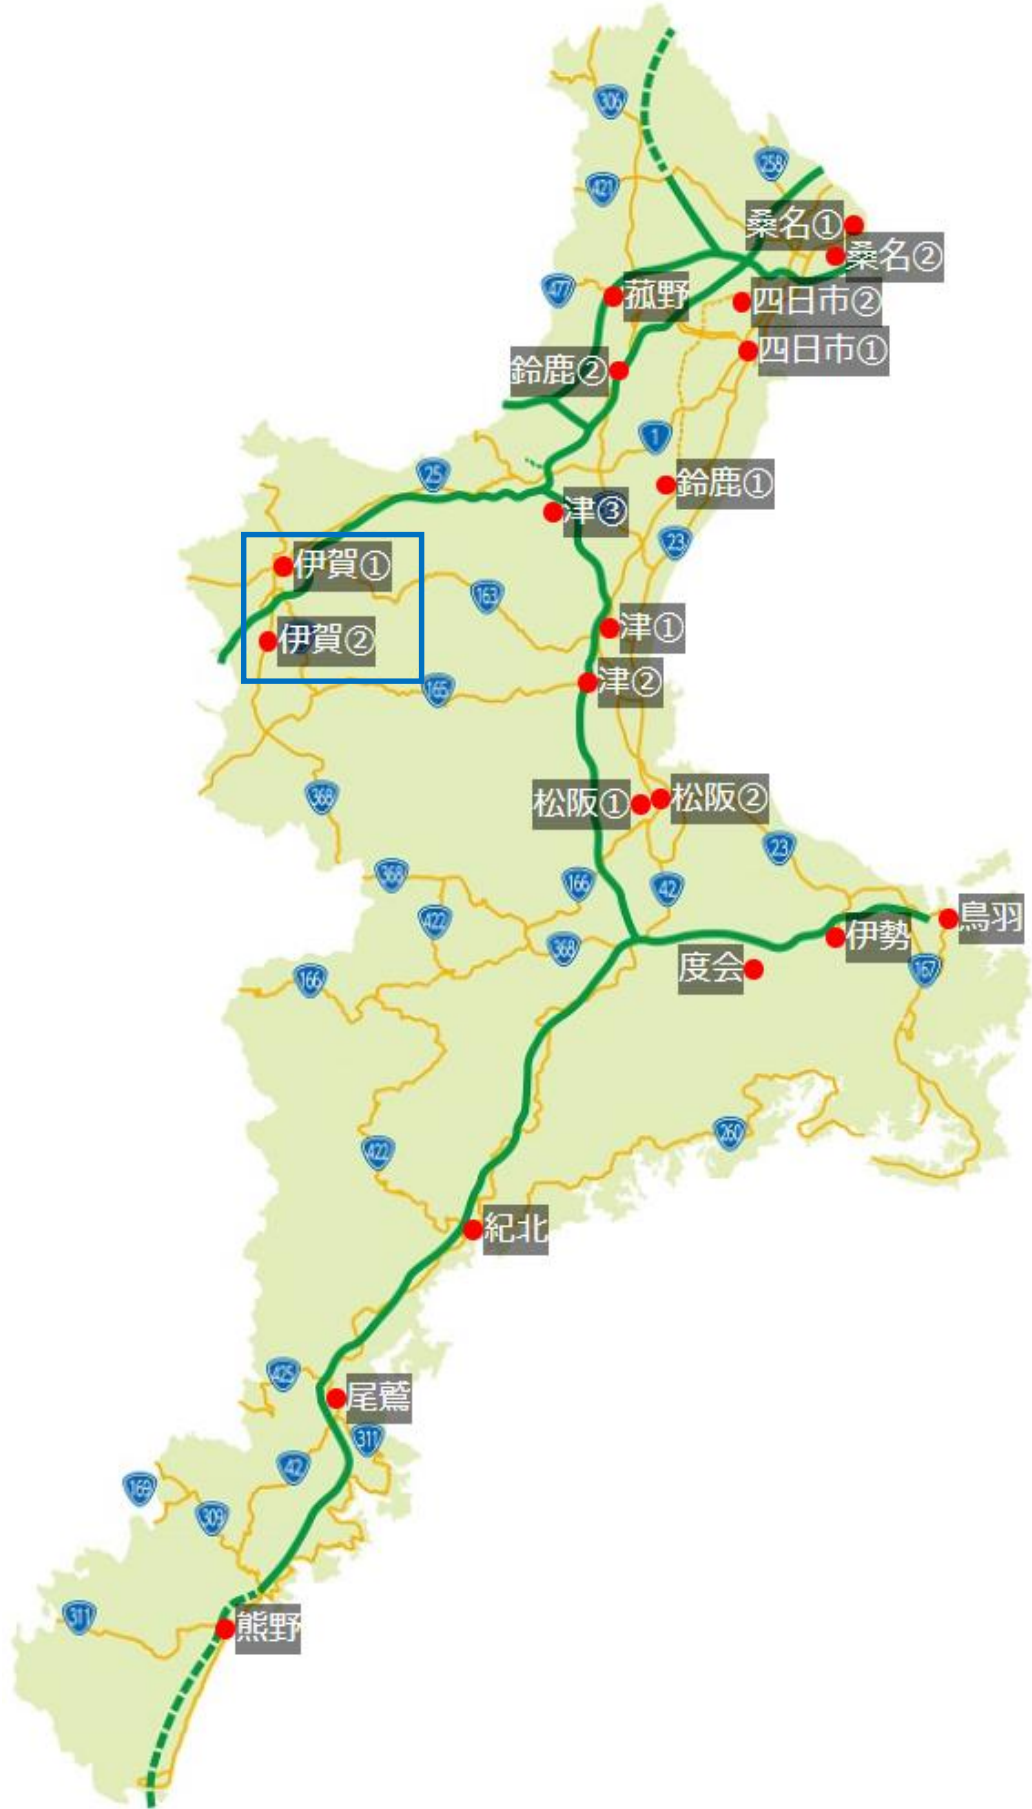 306
258
421
桑名①
桑名②
477
菰野
四日市②
四日市①
鈴鹿②
1
25
鈴鹿①
津③
23
伊賀①
163
津①
伊賀②
津②
165
368
松阪①
松阪②
23
368
166
42
422
鳥羽
伊勢
368
度会
167
166
260
422
紀北
425
尾鷲
311
42
169
309
311
熊野